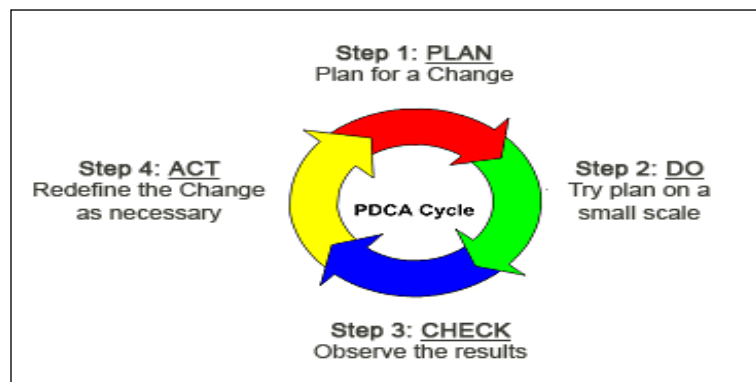 Step 1: PLAN
Plan for a Change
Step 2: DO
Try plan on a
small scale
Step 3: CHECK
Observe the results
Step 4: ACT
Redefine the Change
as necessary
PDCA Cycle